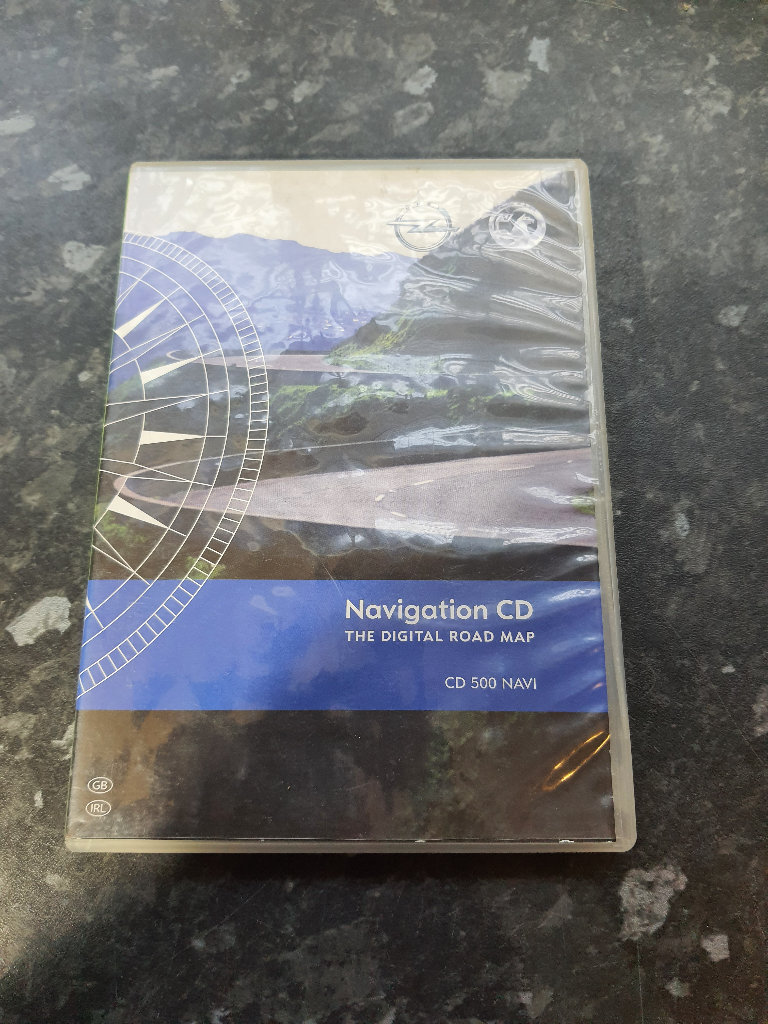 Navigation CD
THE DIGITAL ROAD MAP
CD 500 NAVI
GB
IRL